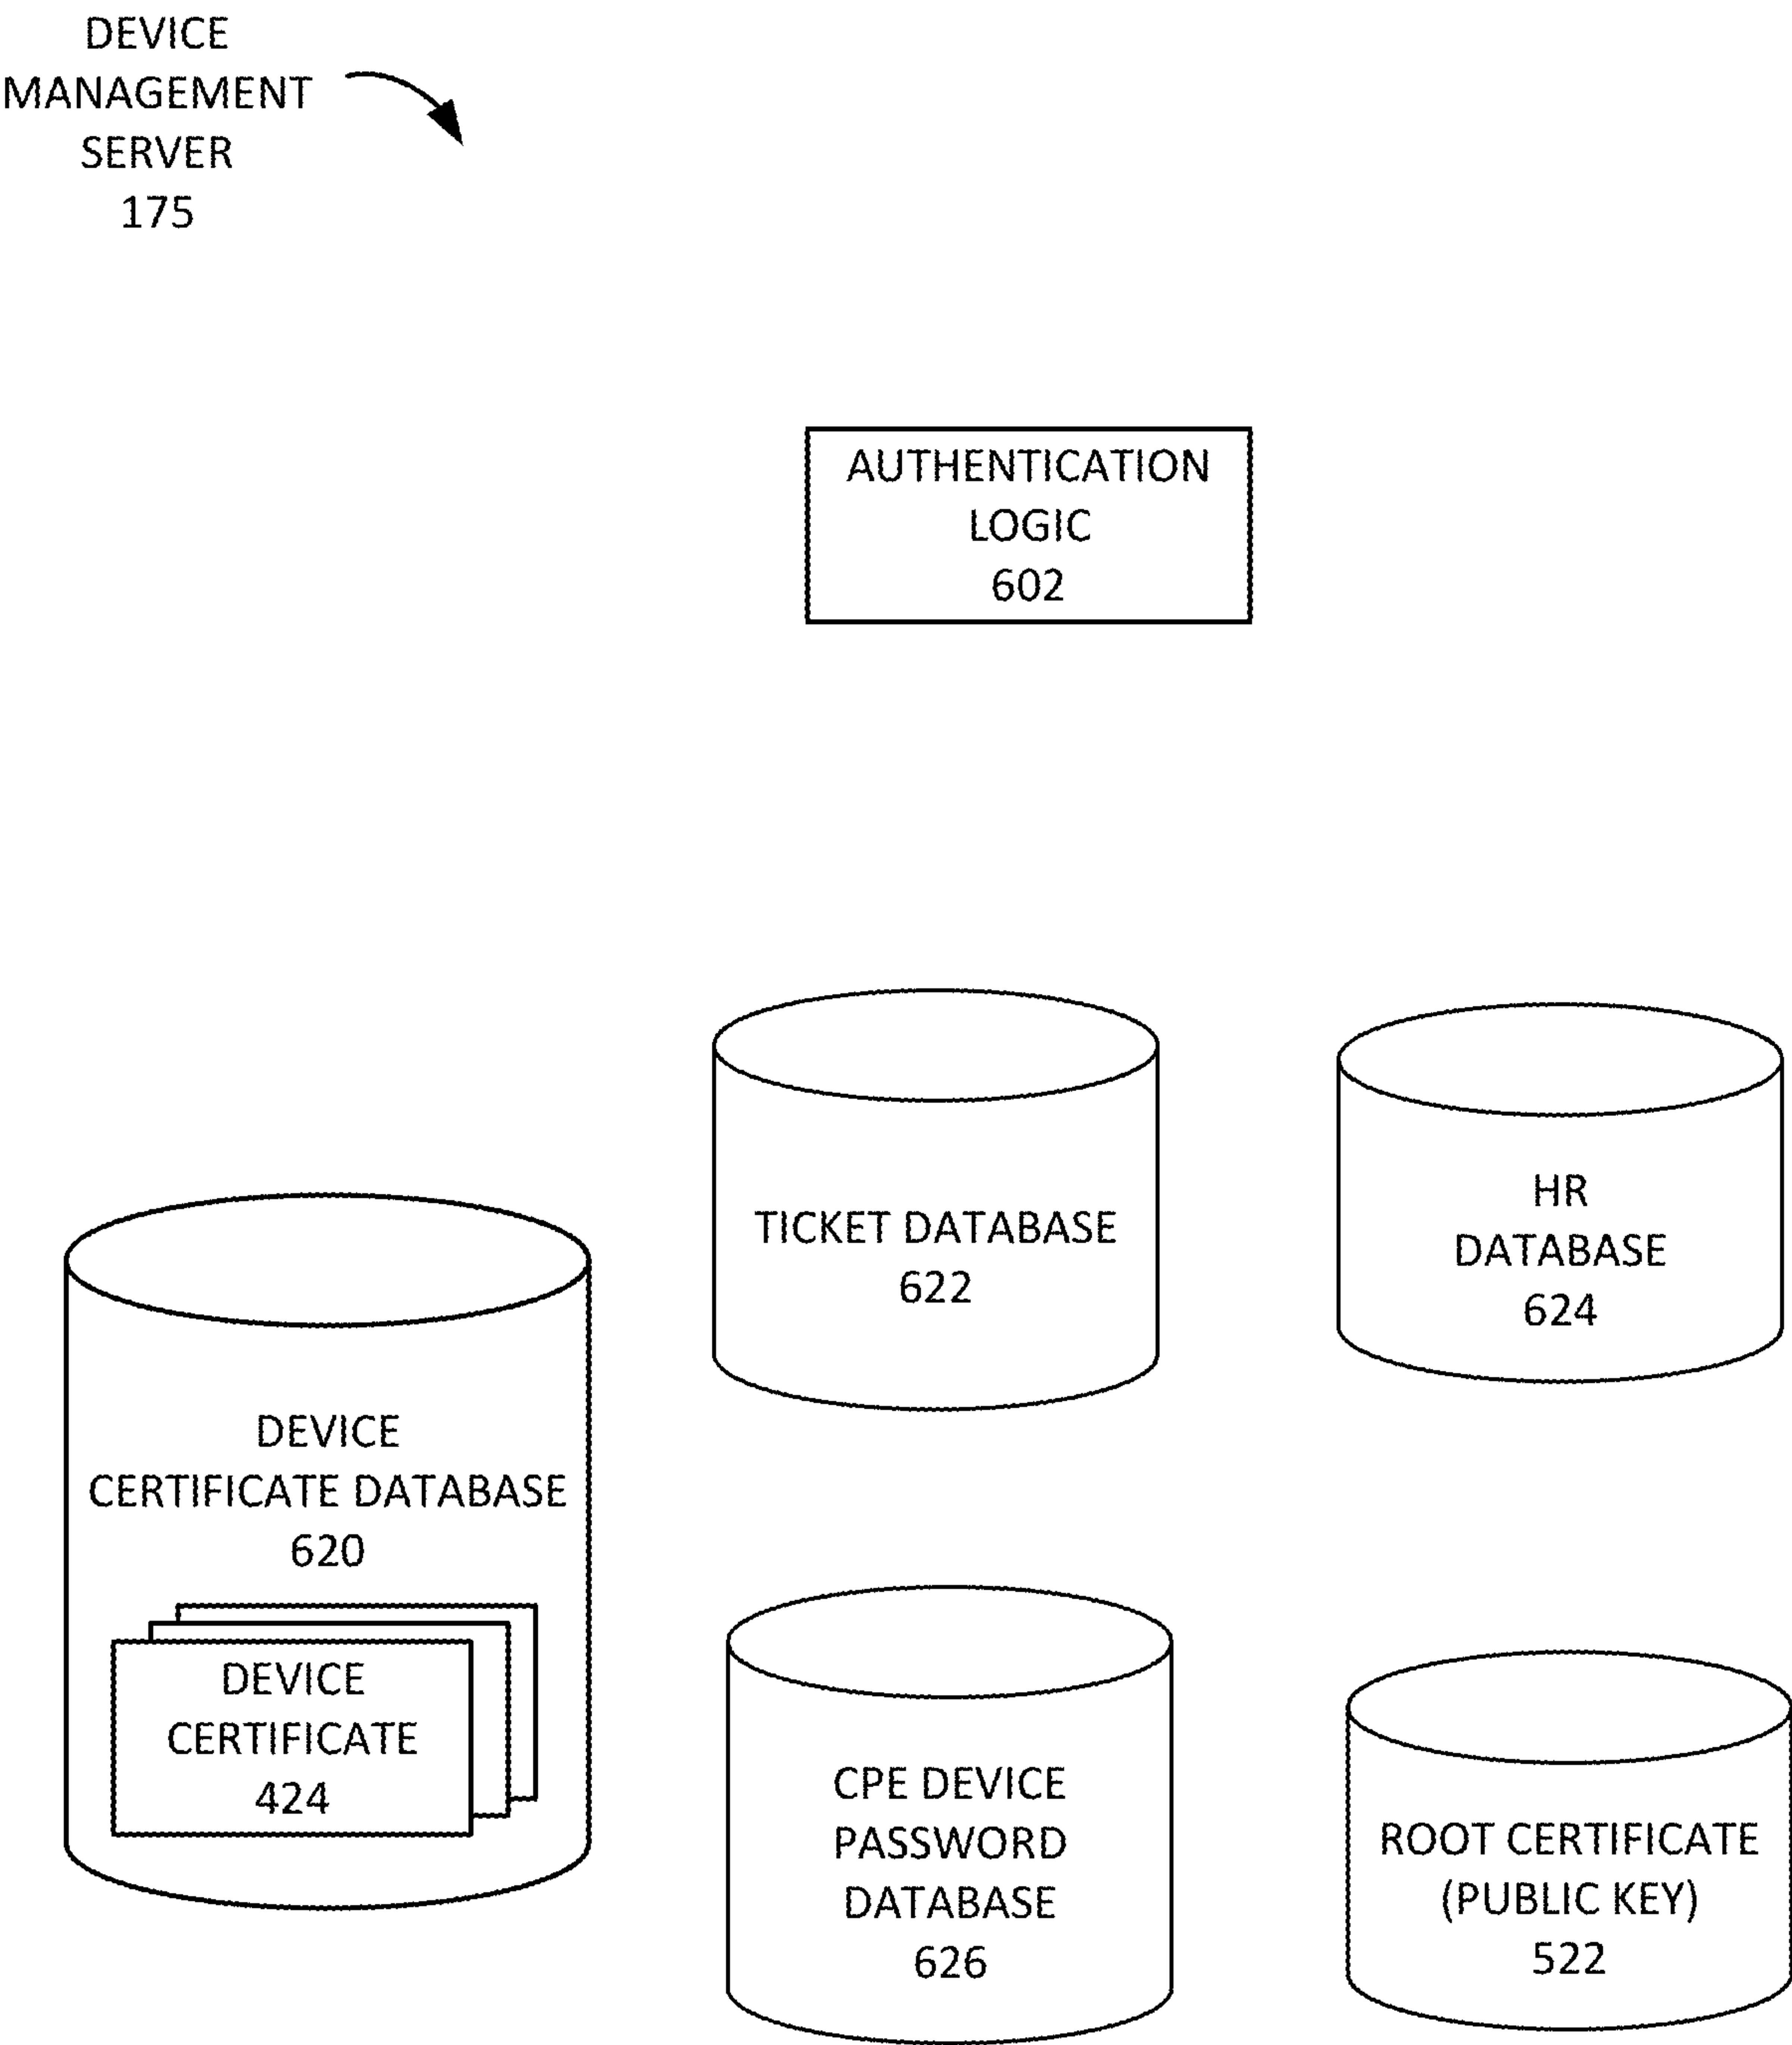 DEVICE
MANAGEMENT
SERVER
175
AUTHENTICATION
LOGIC
602
TICKET DATABASE
622
HR
DATABASE
624
DEVICE
CERTIFICATE DATABASE
620
DEVICE
CERTIFICATE
424
CPE DEVICE
PASSWORD
DATABASE
626
ROOT CERTIFICATE
(PUBLIC KEY)
522